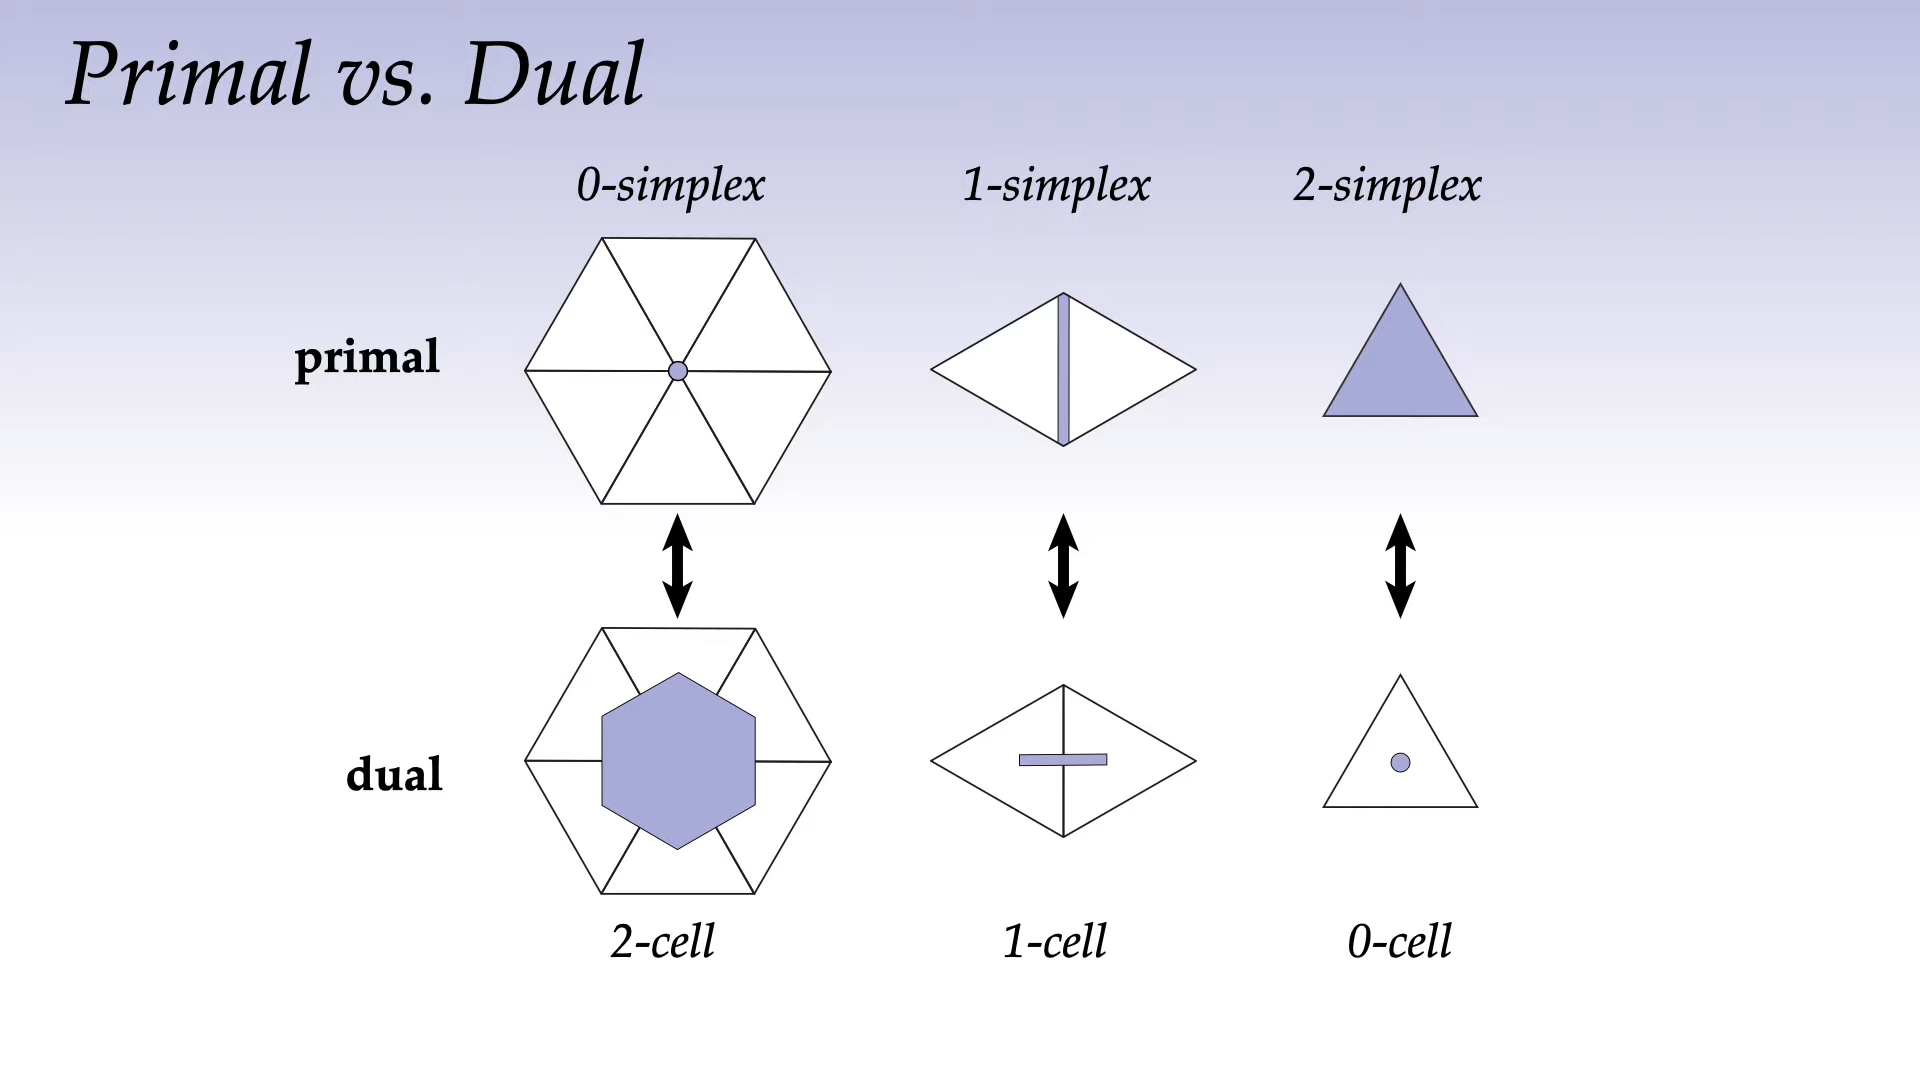 Primal vs. Dual
0-simplex 1-simplex 2-simplex
primal
dual
2-cell 1-cell 0-cell